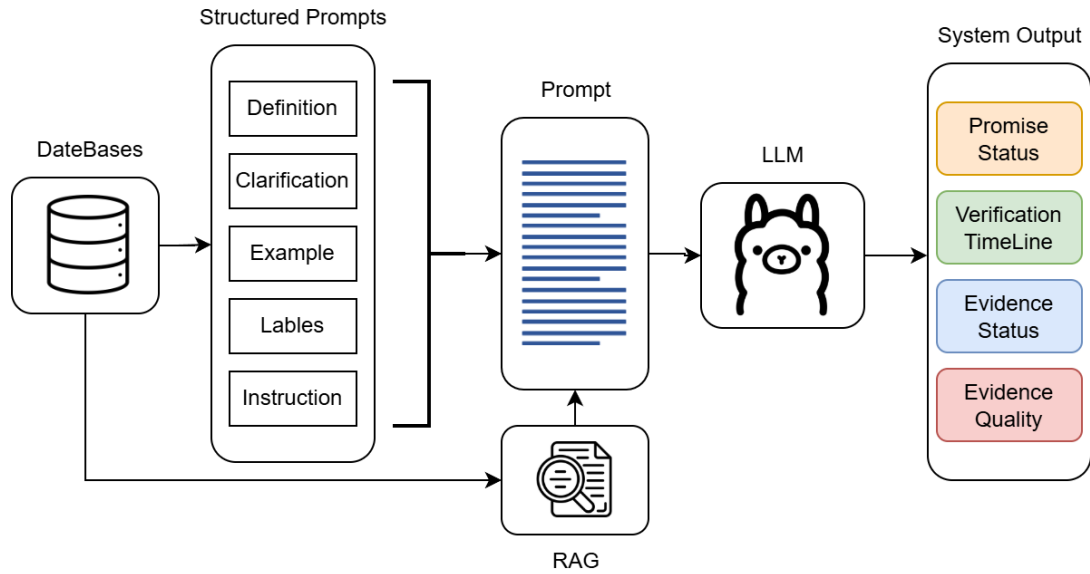 Structured Prompts
System Output
Definition
Prompt
Promise
Status
DateBases
LLM
Clarification
Verification
TimeLine
Example
Evidence
Status
Lables
Instruction
Evidence
Quality
RAG